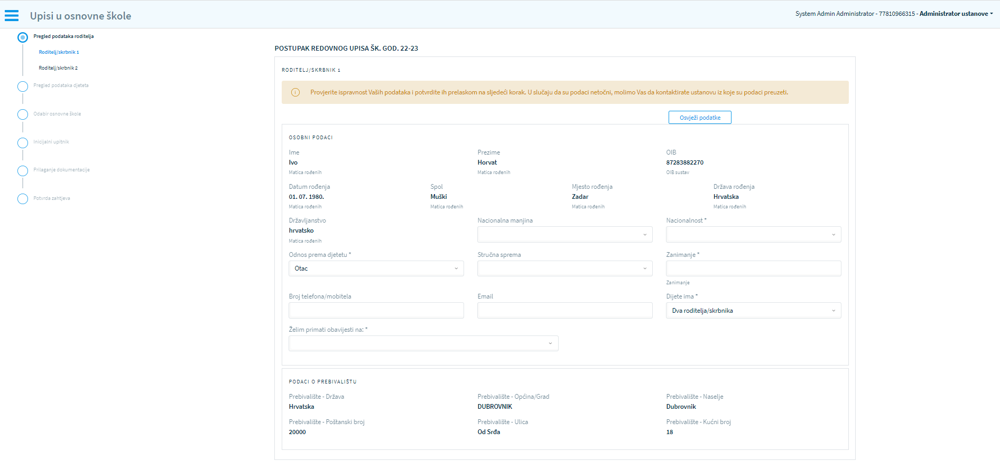 Upisi u osnovne škole
System Admin Administrator - 77810966315 - Administrator ustanove
Pregled podataka roditelja
Roditelj/skrbnik 1
Roditelj/skrbnik 2
Pregled podataka djeteta
Odabir osnovne škole
Inicijalni upitnik
Prilaganje dokumentacije
Potvrda zahtjeva
POSTUPAK REDOVNOG UPISA ŠK. GOD. 22-23
RODITELJ/SKRBNIK 1
Provjerite ispravnost Vaših podataka i potvrdite ih prelaskom na sljedeći korak. U slučaju da su podaci netočni, molimo Vas da kontaktirate ustanovu iz koje su podaci preuzeti.
Osvježi podatke
OSOBNI PODACI
Ime Prezime OIB
Ivo Horvat 87283882270
Matica rođenih Matica rođenih OIB sustav
Datum rođenja Spol Mjesto rođenja Država rođenja
01. 07. 1980. Muški Zadar Hrvatska
Matica rođenih Matica rođenih Matica rođenih Matica rođenih
Državljanstvo Nacionalna manjina Nacionalnost *
hrvatsko
Matica rođenih
Odnos prema djetetu * Stručna sprema Zanimanje *
Otac
Zanimanje
Broj telefona/mobitela Email Dijete ima *
Dva roditelja/skrbnika
Želim primati obavijesti na: *
PODACI O PREBIVALIŠTU
Prebivalište - Država Prebivalište - Općina/Grad Prebivalište - Naselje
Hrvatska DUBROVNIK Dubrovnik
Prebivalište - Poštanski broj Prebivalište - Ulica Prebivalište - Kućni broj
20000 Od Srđa 18